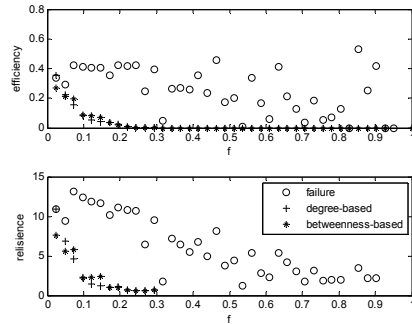 0.8
0.6
0.4
0.2
0
efficiency
0 0.1 0.2 0.3 0.4 0.5 0.6 0.7 0.8 0.9 1
f
15
10
5
0
relisience
failure
degree-based
betweenness-based
0 0.1 0.2 0.3 0.4 0.5 0.6 0.7 0.8 0.9 1
f